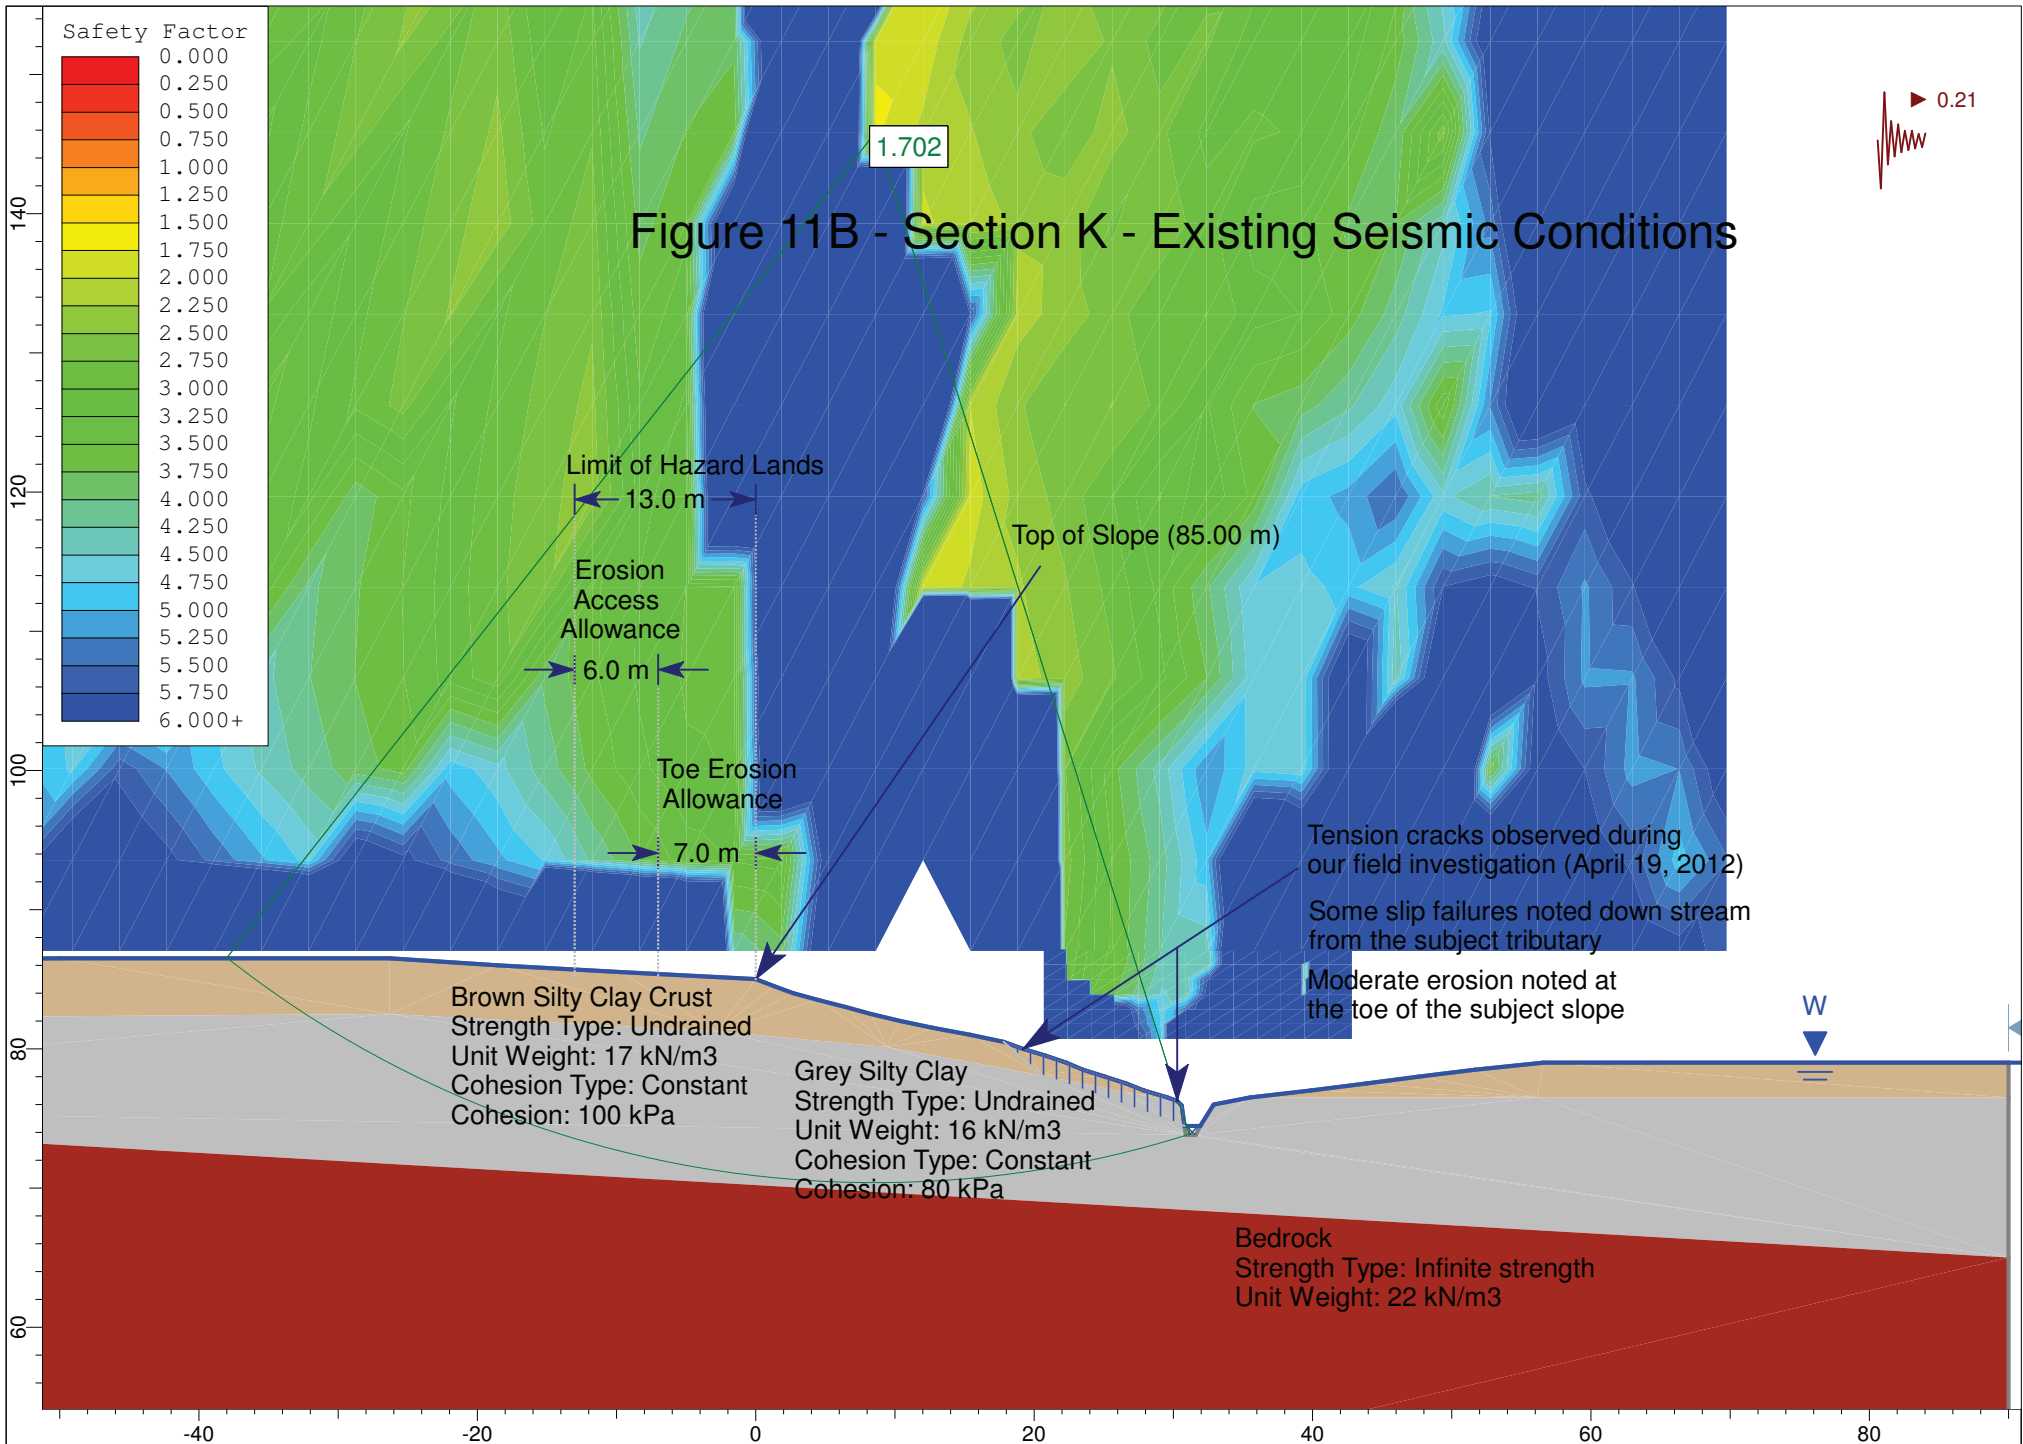 Safety Factor
0.000
0.250
0.500
0.750
1.000
1.250
1.500
1.750
2.000
2.250
2.500
2.750
3.000
3.250
3.500
3.750
4.000
4.250
4.500
4.750
5.000
5.250
5.500
5.750
6.000+
0.21
1.702
Figure 11B - Section K - Existing Seismic Conditions
Limit of Hazard Lands
13.0 m
Top of Slope (85.00 m)
Erosion
Access
Allowance
6.0 m
Toe Erosion
Allowance
7.0 m
Tension cracks observed during
our field investigation (April 19, 2012)
Some slip failures noted down stream
from the subject tributary
Moderate erosion noted at
the toe of the subject slope
W
Brown Silty Clay Crust
Strength Type: Undrained
Unit Weight: 17 kN/m3
Cohesion Type: Constant
Cohesion: 100 kPa
Grey Silty Clay
Strength Type: Undrained
Unit Weight: 16 kN/m3
Cohesion Type: Constant
Cohesion: 80 kPa
Bedrock
Strength Type: Infinite strength
Unit Weight: 22 kN/m3
140
120
100
80
60
-40
-20
0
20
40
60
80